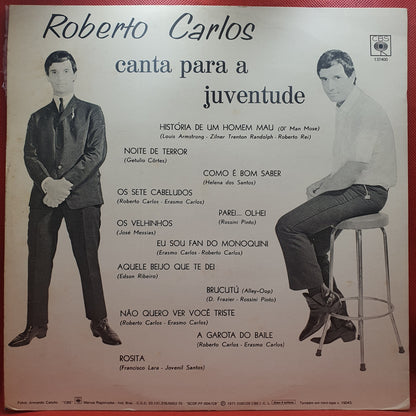 Roberto Carlos
CBS
137400
canta para a
juventude
HISTÓRIA DE UM HOMEM MAU (Ol' Man Mose)
(Louis Armstrong - Zilner Trenton Randolph - Roberto Rei)
NOITE DE TERROR
(Getulio Côrtes)
COMO É BOM SABER
(Helena dos Santos)
OS SETE CABELUDOS
(Roberto Carlos - Erasmo Carlos)
PAREI... OLHEI
(Rossini Pinto)
OS VELHINHOS
(José Messias)
EU SOU FAN DO MONOQUINI
(Erasmo Carlos - Roberto Carlos)
AQUELE BEIJO QUE TE DEI
(Edson Ribeiro)
BRUCUTÚ (Alley-Oop)
(D. Frazier - Rossini Pinto)
NÃO QUERO VER VOCÊ TRISTE
(Roberto Carlos - Erasmo Carlos)
A GAROTA DO BAILE
(Roberto Carlos - Erasmo Carlos)
ROSITA
(Francisco Lara - Jovenil Santos)
"CBS" Marcas Registradas